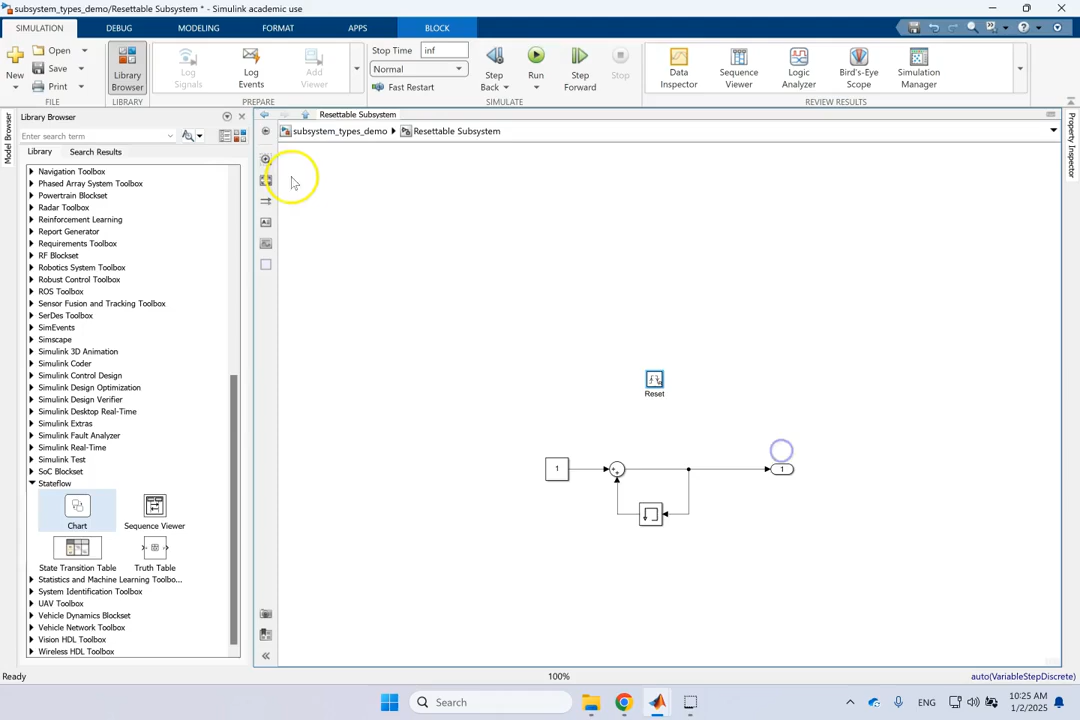 subsystem_types_demo/Resettable Subsystem * - Simulink academic use
SIMULATION DEBUG MODELING FORMAT APPS BLOCK
New
Open
Save
Print
FILE
Library
Browser
LIBRARY
Log
Signals
Log
Events
Add
Viewer
PREPARE
Stop Time inf
Normal
Fast Restart
Step
Back
Run
Step
Forward
Stop
SIMULATE
Data
Inspector
Sequence
Viewer
Logic
Analyzer
Bird's-Eye
Scope
Simulation
Manager
REVIEW RESULTS
Model Browser
Library Browser
Enter search term
Library Search Results
Navigation Toolbox
Phased Array System Toolbox
Powertrain Blockset
Radar Toolbox
Reinforcement Learning
Report Generator
Requirements Toolbox
RF Blockset
Robotics System Toolbox
Robust Control Toolbox
ROS Toolbox
Sensor Fusion and Tracking Toolbox
SerDes Toolbox
SimEvents
Simscape
Simulink 3D Animation
Simulink Coder
Simulink Control Design
Simulink Design Optimization
Simulink Design Verifier
Simulink Desktop Real-Time
Simulink Extras
Simulink Fault Analyzer
Simulink Real-Time
Simulink Test
SoC Blockset
Stateflow
Chart
Sequence Viewer
State Transition Table
Truth Table
Statistics and Machine Learning Toolbo...
System Identification Toolbox
UAV Toolbox
Vehicle Dynamics Blockset
Vehicle Network Toolbox
Vision HDL Toolbox
Wireless HDL Toolbox
Resettable Subsystem
subsystem_types_demo Resettable Subsystem
Reset
1
1
Property Inspector
Ready
100%
auto(VariableStepDiscrete)
Search
ENG
10:25 AM
1/2/2025